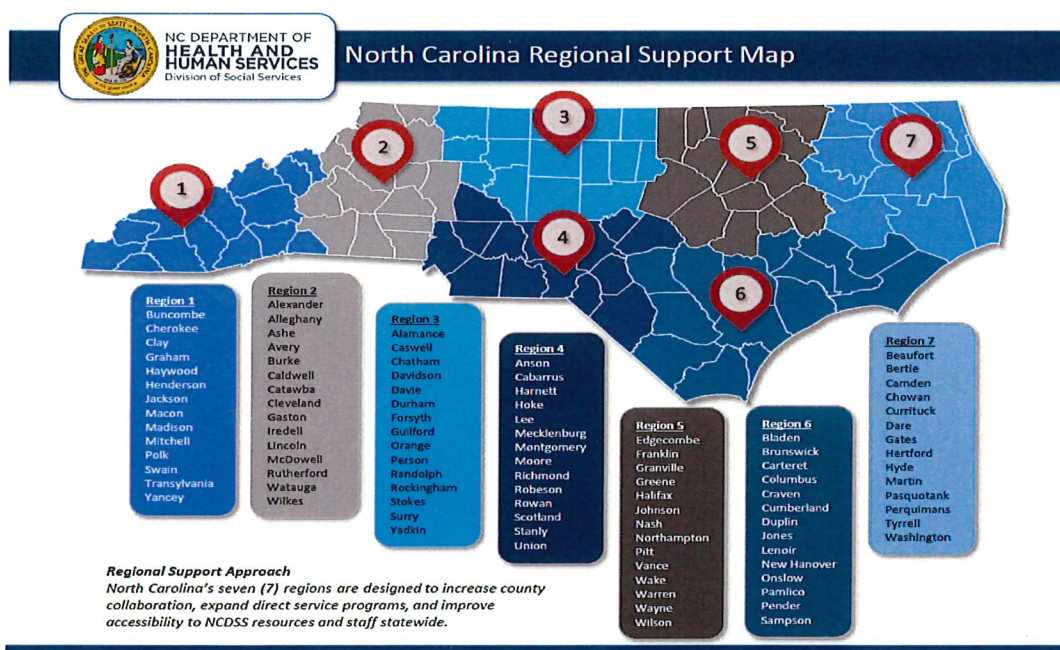 NC DEPARTMENT OF
HEALTH AND
HUMAN SERVICES
Division of Social Services
North Carolina Regional Support Map
1
2
3
4
5
6
7
Region 1
Buncombe
Cherokee
Clay
Graham
Haywood
Henderson
Jackson
Macon
Madison
Mitchell
Polk
Swain
Transylvania
Yancey
Region 2
Alexander
Alleghany
Ashe
Avery
Burke
Caldwell
Catawba
Cleveland
Gaston
Iredell
Lincoln
McDowell
Rutherford
Watauga
Wilkes
Region 3
Alamance
Caswell
Chatham
Davidson
Davie
Durham
Forsyth
Guilford
Orange
Person
Randolph
Rockingham
Stokes
Surry
Yadkin
Region 4
Anson
Cabarrus
Harnett
Hoke
Lee
Mecklenburg
Montgomery
Moore
Richmond
Robeson
Rowan
Scotland
Stanly
Union
Region 5
Edgecombe
Franklin
Granville
Greene
Halifax
Johnson
Nash
Northampton
Pitt
Vance
Wake
Warren
Wayne
Wilson
Region 6
Bladen
Brunswick
Carteret
Columbus
Craven
Cumberland
Duplin
Jones
Lenoir
New Hanover
Onslow
Pamlico
Pender
Sampson
Region 7
Beaufort
Bertie
Camden
Chowan
Currituck
Dare
Gates
Hertford
Hyde
Martin
Pasquotank
Perquimans
Tyrrell
Washington
Regional Support Approach
North Carolina's seven (7) regions are designed to increase county
collaboration, expand direct service programs, and improve
accessibility to NCDSS resources and staff statewide.